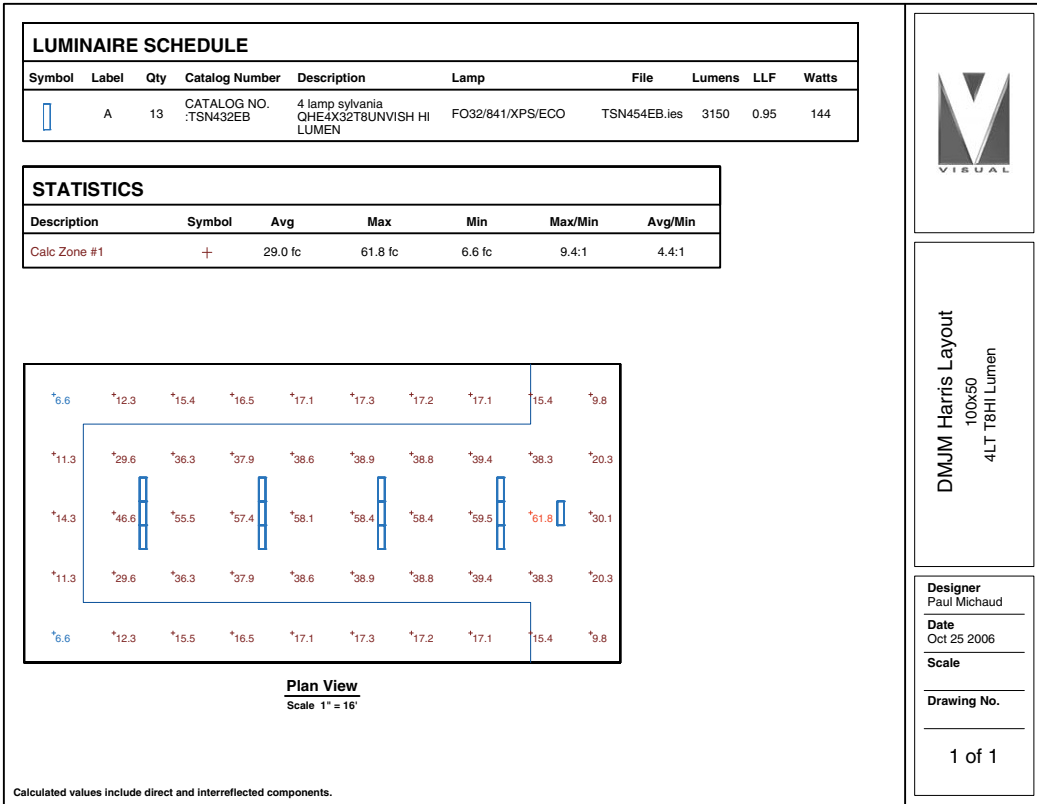 LUMINAIRE SCHEDULE
Symbol Label Qty Catalog Number Description Lamp File Lumens LLF Watts
A 13 CATALOG NO. :TSN432EB 4 lamp sylvania QHE4X32T8UNVISH HI LUMEN FO32/841/XPS/ECO TSN454EB.ies 3150 0.95 144
STATISTICS
Description Symbol Avg Max Min Max/Min Avg/Min
Calc Zone #1 + 29.0 fc 61.8 fc 6.6 fc 9.4:1 4.4:1
+6.6 +12.3 +15.4 +16.5 +17.1 +17.3 +17.2 +17.1 +15.4 +9.8
+11.3 +29.6 +36.3 +37.9 +38.6 +38.9 +38.8 +39.4 +38.3 +20.3
+14.3 +46.6 +55.5 +57.4 +58.1 +58.4 +58.4 +59.5 +61.8 +30.1
+11.3 +29.6 +36.3 +37.9 +38.6 +38.9 +38.8 +39.4 +38.3 +20.3
+6.6 +12.3 +15.5 +16.5 +17.1 +17.3 +17.2 +17.1 +15.4 +9.8
Plan View
Scale 1" = 16'
Calculated values include direct and interreflected components.
VISUAL
DMJM Harris Layout
100x50
4LT T8HI Lumen
Designer
Paul Michaud
Date
Oct 25 2006
Scale
Drawing No.
1 of 1